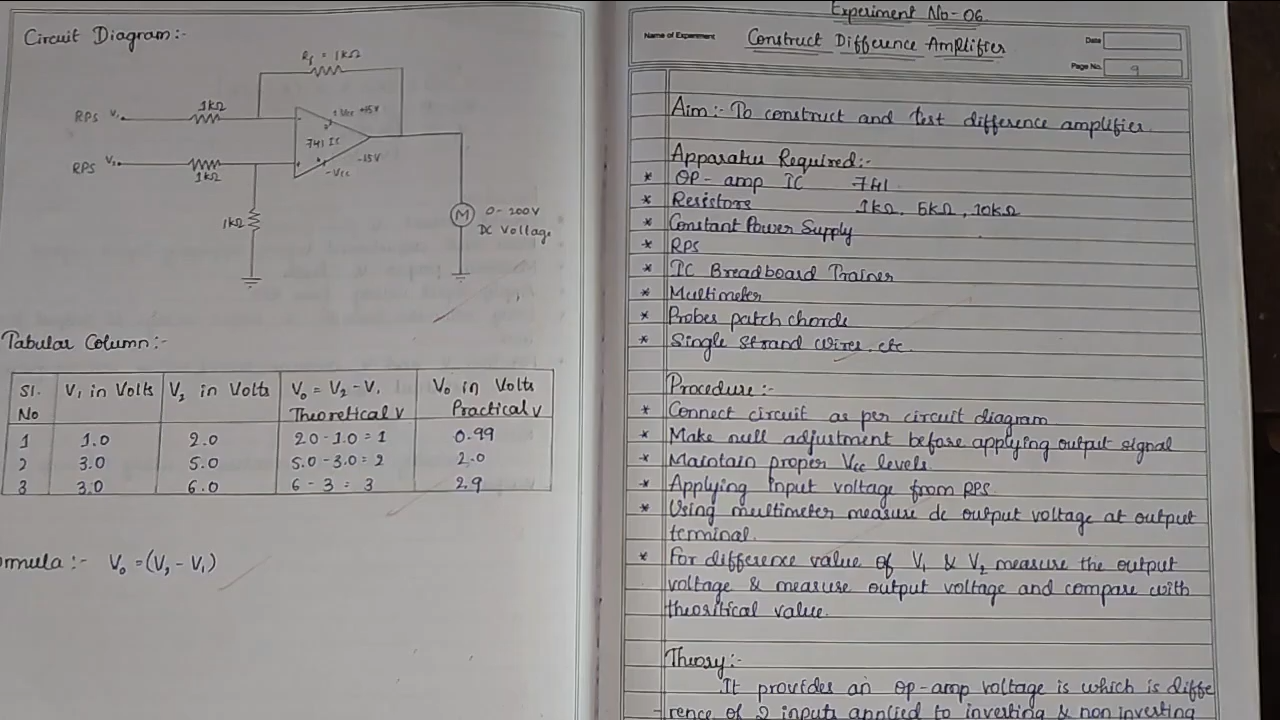 Circuit Diagram:-
Rf = 1kΩ
RPS V1 1kΩ
+Vcc +15V
741 IC
-15V
-Vcc
RPS V2 1kΩ
1kΩ
M 0-200V
DC Voltage
Tabular Column:-
Sl. No V1 in Volts V2 in Volts V0 = V2 - V1 Theoretical V V0 in Volts Practical V
1 1.0 2.0 2.0 - 1.0 = 1 0.99
2 3.0 5.0 5.0 - 3.0 = 2 2.0
3 3.0 6.0 6 - 3 = 3 2.9
ormula :- V0 = (V2 - V1)
Experiment No-06
Name of Experiment Construct Difference Amplifier
Date
Page No. 9
Aim:- To construct and test difference amplifier.
Apparatus Required:-
* OP-amp IC 741
* Resistors 1kΩ, 5kΩ, 10kΩ
* Constant Power Supply
* RPS
* IC Breadboard Trainer
* Multimeter
* Probes patch chords
* Single strand wires. etc.
Procedure:-
* Connect circuit as per circuit diagram
* Make null adjustment before applying output signal
* Maintain proper Vcc levels.
* Applying input voltage from RPS.
* Using multimeter measure dc output voltage at output
terminal.
* For difference value of V1 & V2 measure the output
voltage & measure output voltage and compare with
theoritical value.
Theory:-
It provides an op-amp voltage is which is diffe
rence of 2 inputs applied to inverting & non inverting